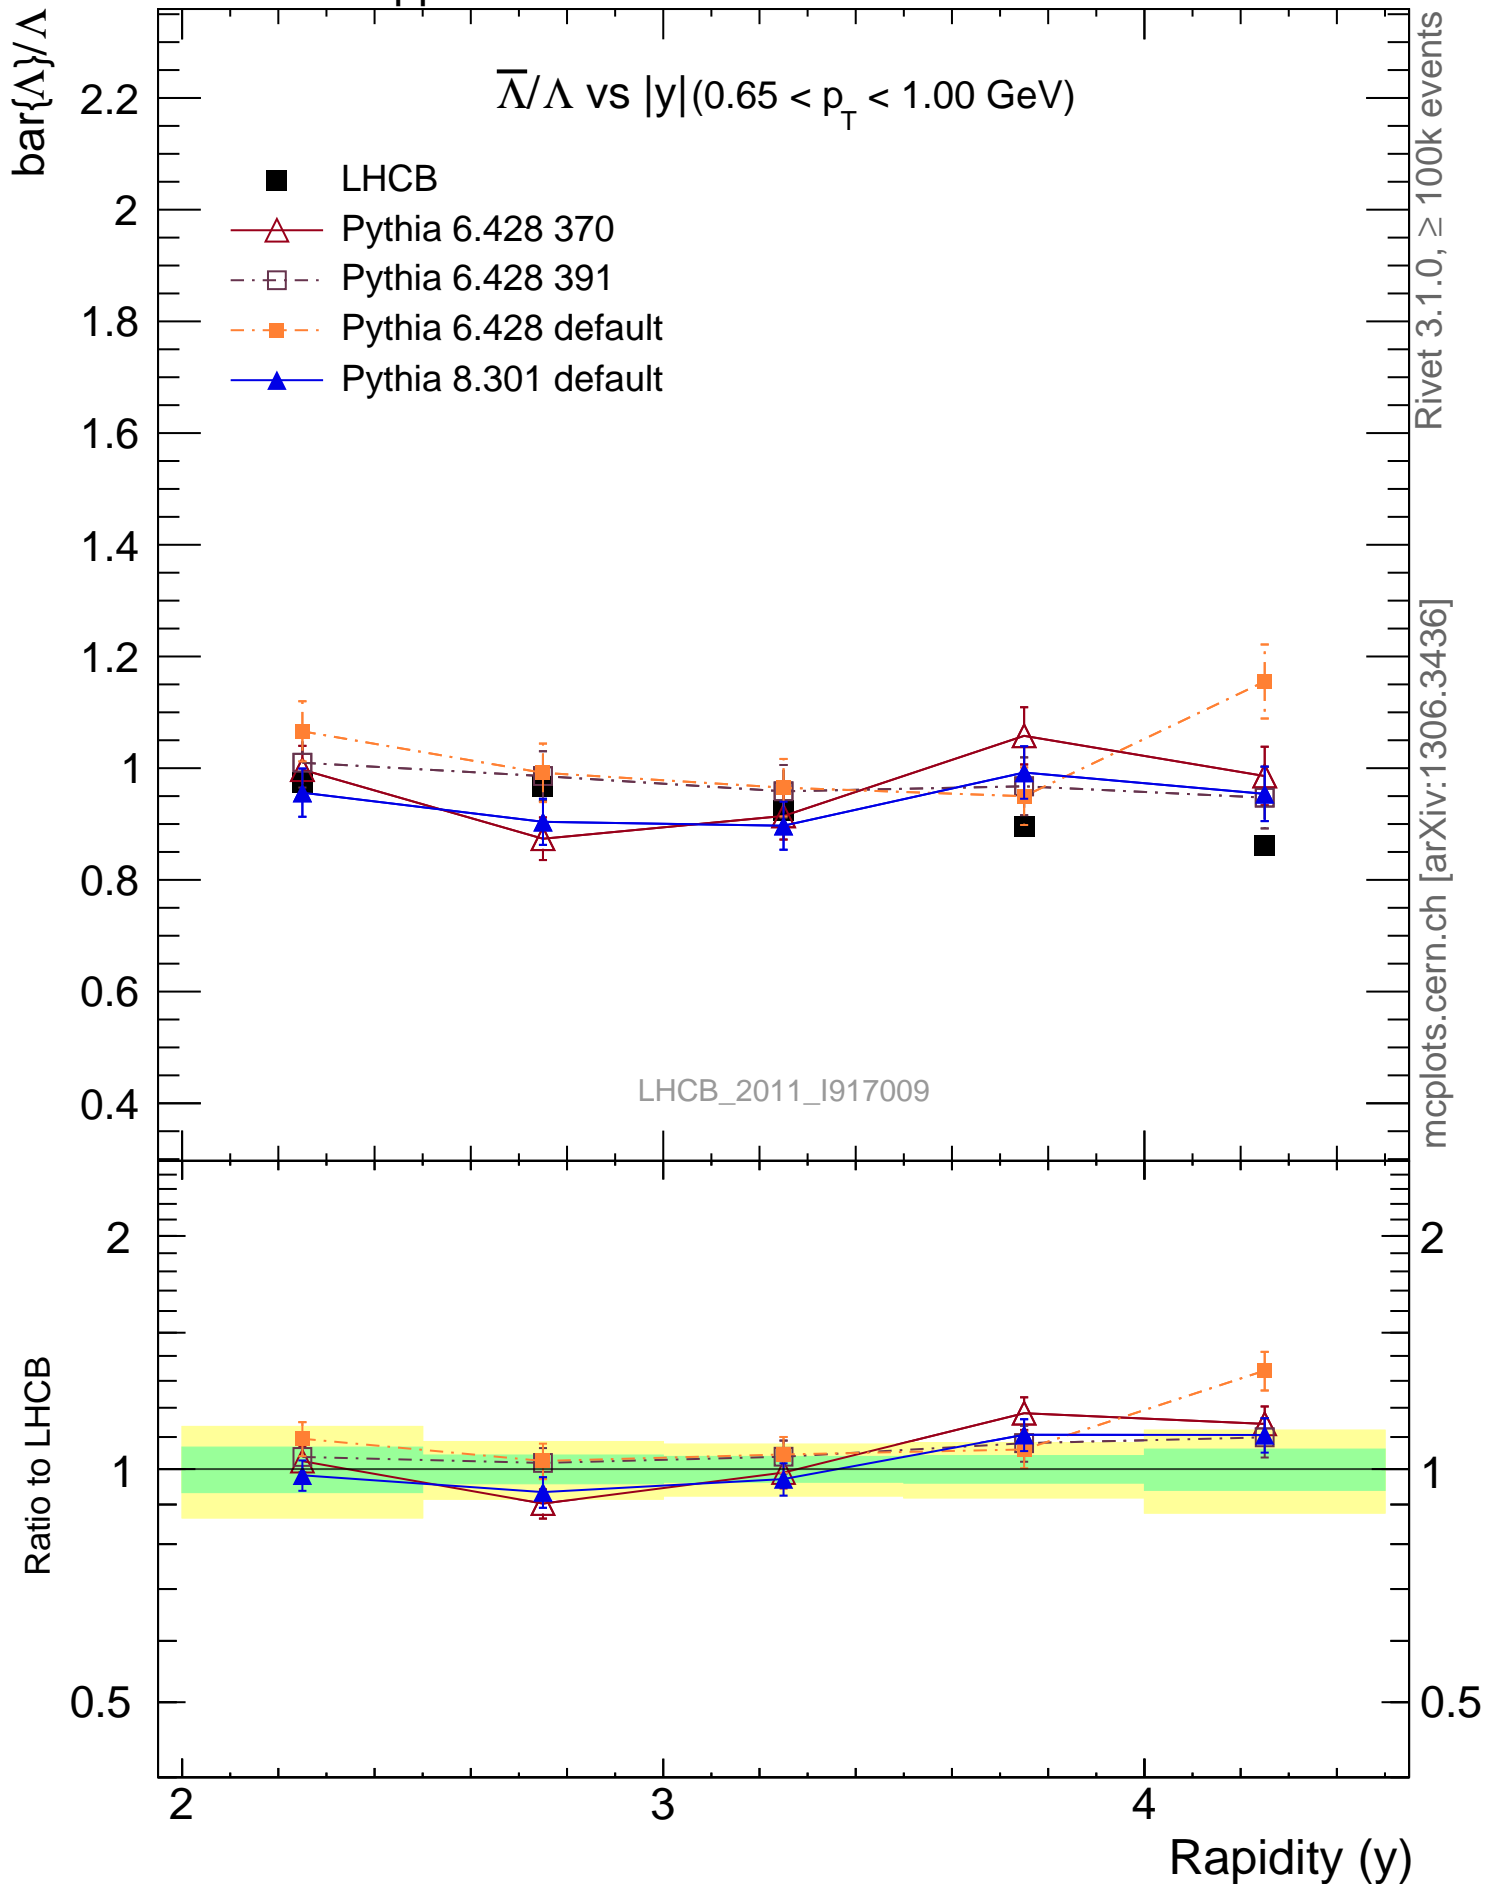 pp
bar{Λ}/Λ
Λ̅/Λ vs |y| (0.65 < p_T < 1.00 GeV)
LHCB
Pythia 6.428 370
Pythia 6.428 391
Pythia 6.428 default
Pythia 8.301 default
2.2
2
1.8
1.6
1.4
1.2
1
0.8
0.6
0.4
LHCB_2011_I917009
Rivet 3.1.0, ≥ 100k events
mcplots.cern.ch [arXiv:1306.3436]
Ratio to LHCB
2 2
1 1
0.5 0.5
2 3 4
Rapidity (y)